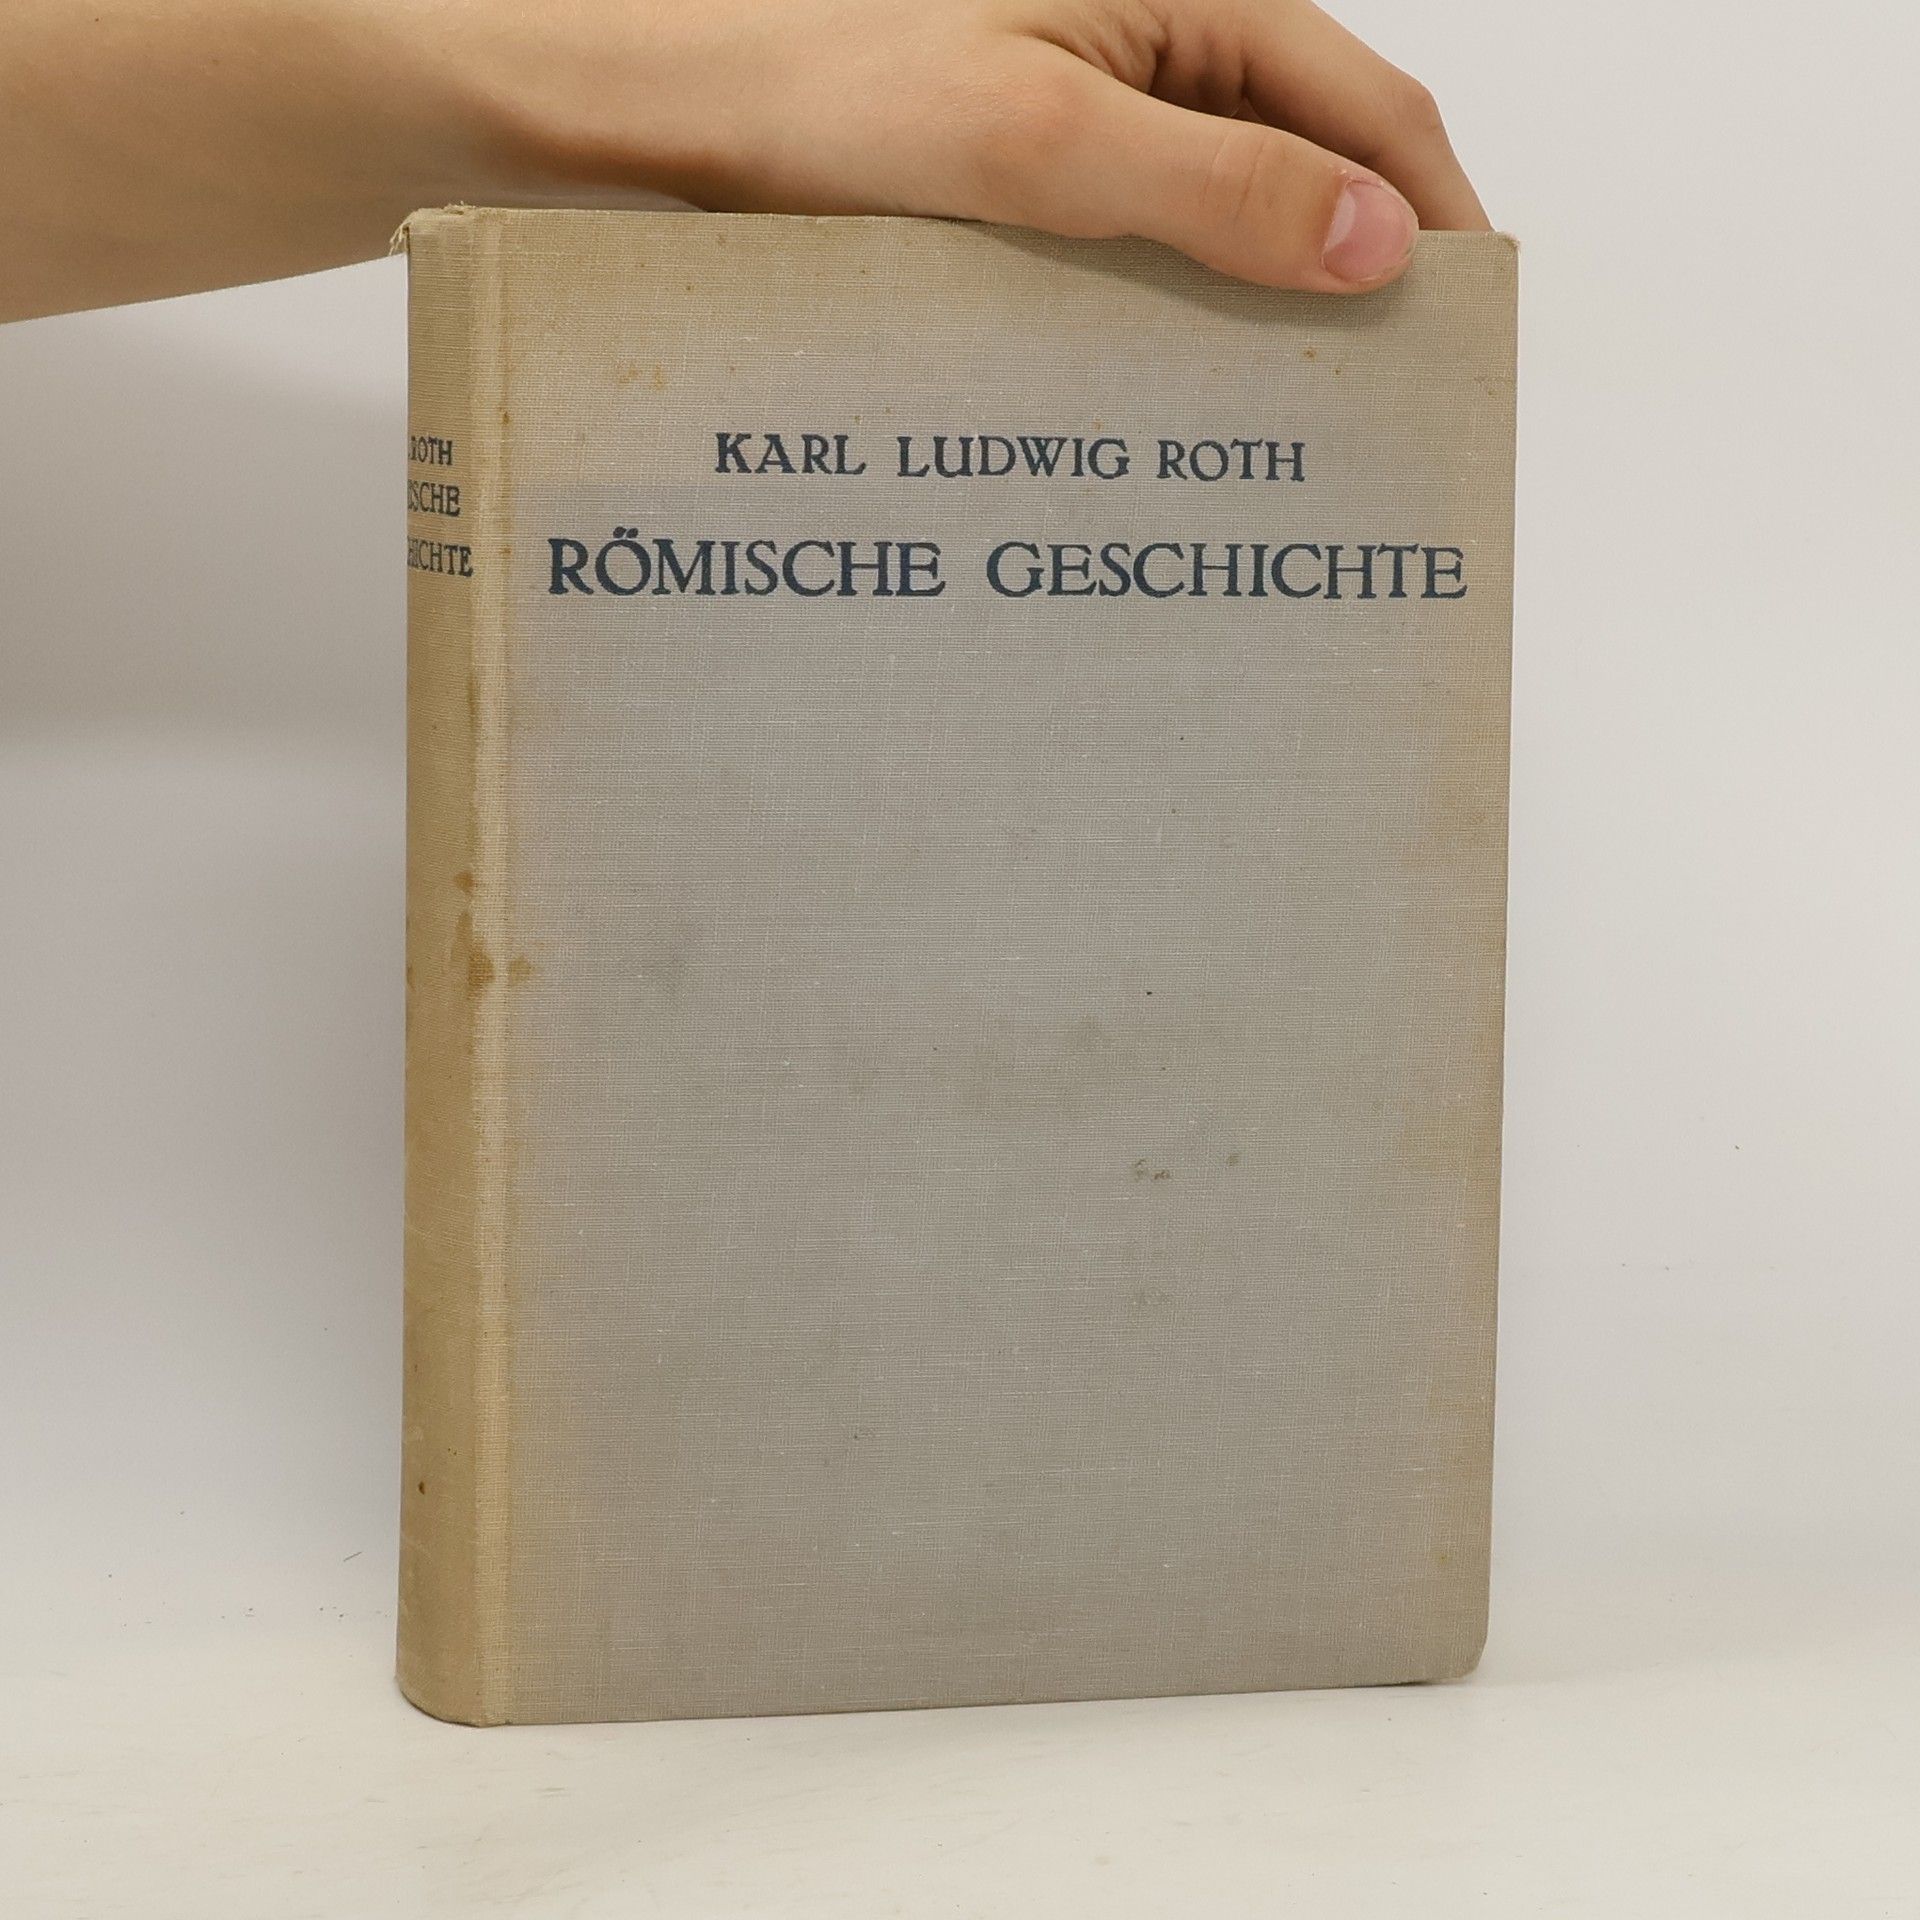 KARL LUDWIG ROTH
RÖMISCHE GESCHICHTE
ROTH